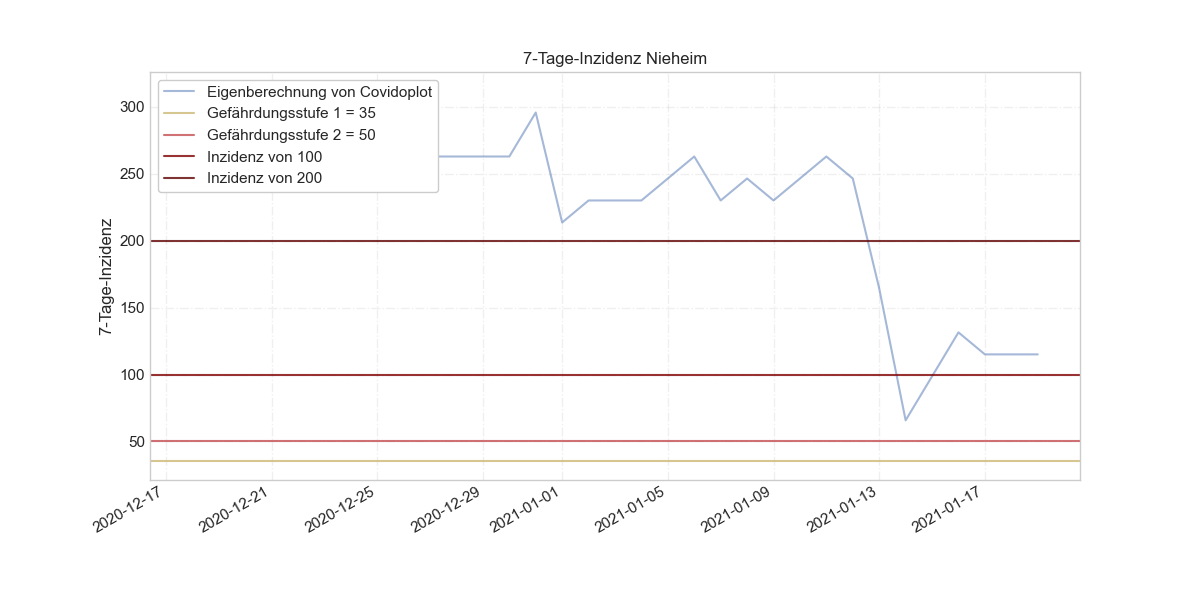 7-Tage-Inzidenz Nieheim
Eigenberechnung von Covidoplot
Gefährdungsstufe 1 = 35
Gefährdungsstufe 2 = 50
Inzidenz von 100
Inzidenz von 200
7-Tage-Inzidenz
300
250
200
150
100
50
2020-12-17
2020-12-21
2020-12-25
2020-12-29
2021-01-01
2021-01-05
2021-01-09
2021-01-13
2021-01-17